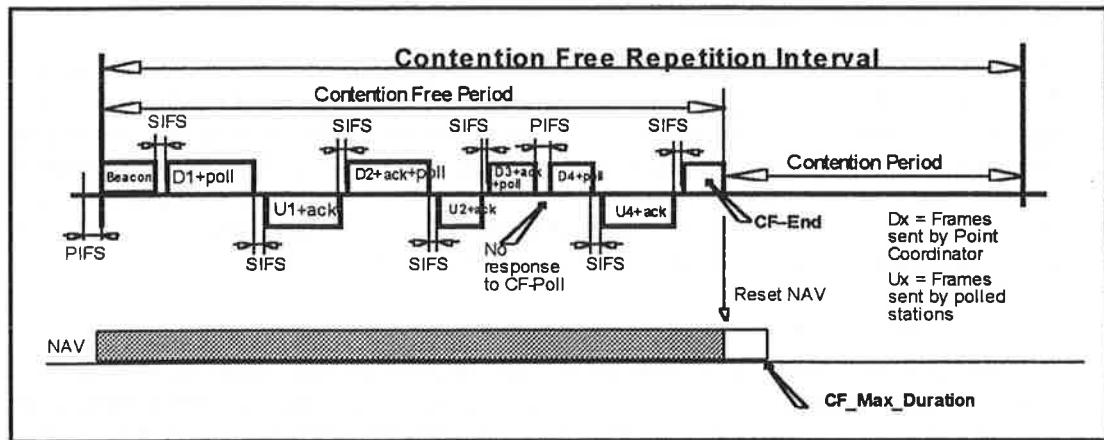 Contention Free Repetition Interval
Contention Free Period
SIFS
SIFS
SIFS
PIFS
SIFS
Contention Period
Beacon
D1+poll
D2+ack+poll
D3+ack
+poll
D4+poll
U1+ack
U2+ack
U4+ack
CF-End
PIFS
SIFS
SIFS
No
response
to CF-Poll
SIFS
Dx = Frames
sent by Point
Coordinator
Ux = Frames
sent by polled
stations
Reset NAV
NAV
CF_Max_Duration